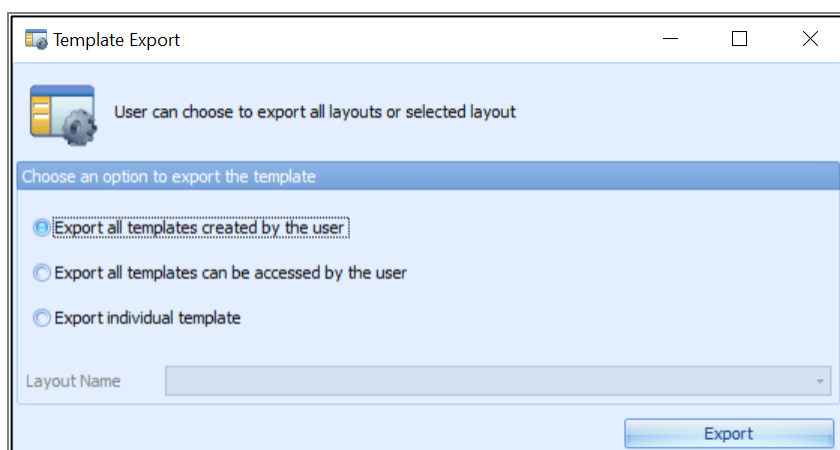 Template Export
User can choose to export all layouts or selected layout
Choose an option to export the template
Export all templates created by the user
Export all templates can be accessed by the user
Export individual template
Layout Name
Export